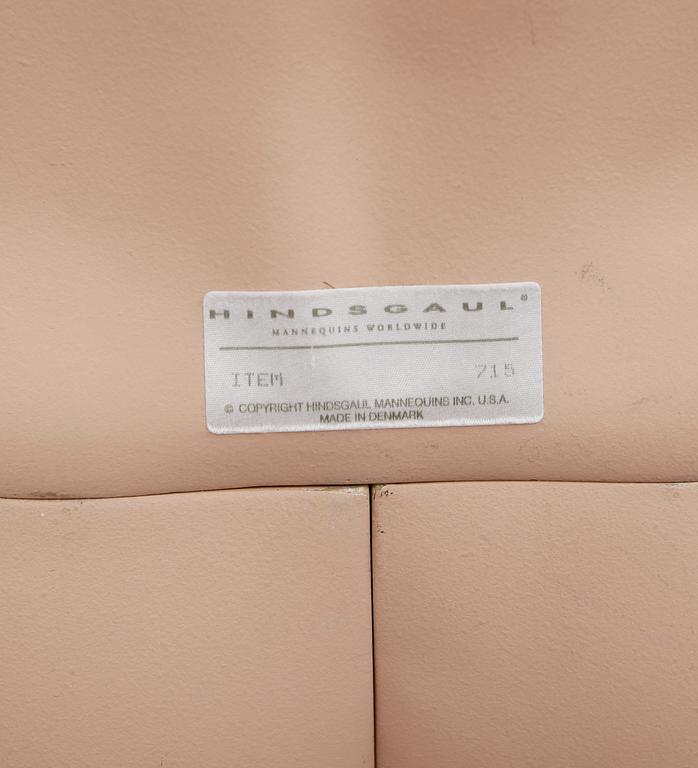 HINDSGAUL®
MANNEQUINS WORLDWIDE
ITEM 715
© COPYRIGHT HINDSGAUL MANNEQUINS INC. U.S.A.
MADE IN DENMARK